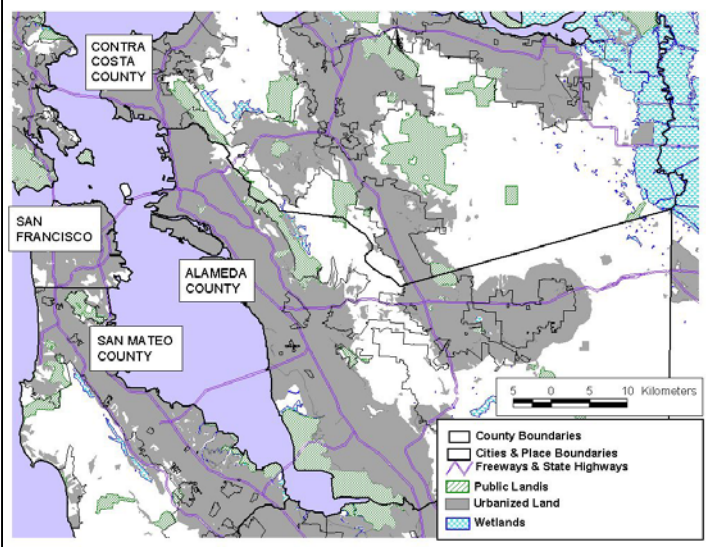 CONTRA
COSTA
COUNTY
N
SAN
FRANCISCO
ALAMEDA
COUNTY
SAN MATEO
COUNTY
5 0 5 10 Kilometers
County Boundaries
Cities & Place Boundaries
Freeways & State Highways
Public Landis
Urbanized Land
Wetlands